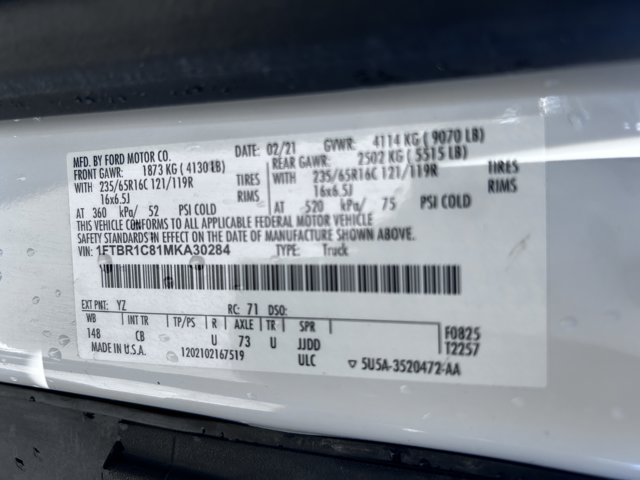 MFD. BY FORD MOTOR CO. DATE: 02/21 GVWR: 4114 KG ( 9070 LB)
FRONT GAWR: 1873 KG ( 4130 LB) REAR GAWR: 2502 KG ( 5515 LB)
WITH 235/65R16C 121/119R TIRES WITH 235/65R16C 121/119R TIRES
16x6.5J RIMS 16x6.5J RIMS
AT 360 kPa/ 52 PSI COLD AT 520 kPa/ 75 PSI COLD
THIS VEHICLE CONFORMS TO ALL APPLICABLE FEDERAL MOTOR VEHICLE
SAFETY STANDARDS IN EFFECT ON THE DATE OF MANUFACTURE SHOWN ABOVE.
VIN: 1FTBR1C81MKA30284 TYPE: Truck
EXT PNT: YZ RC: 71 DSO:
WB INT TR TP/PS R AXLE TR SPR F0825
148 CB U 73 U JJDD T2257
MADE IN U.S.A. 1202102167519 ULC ▽ 5U5A-3520472-AA